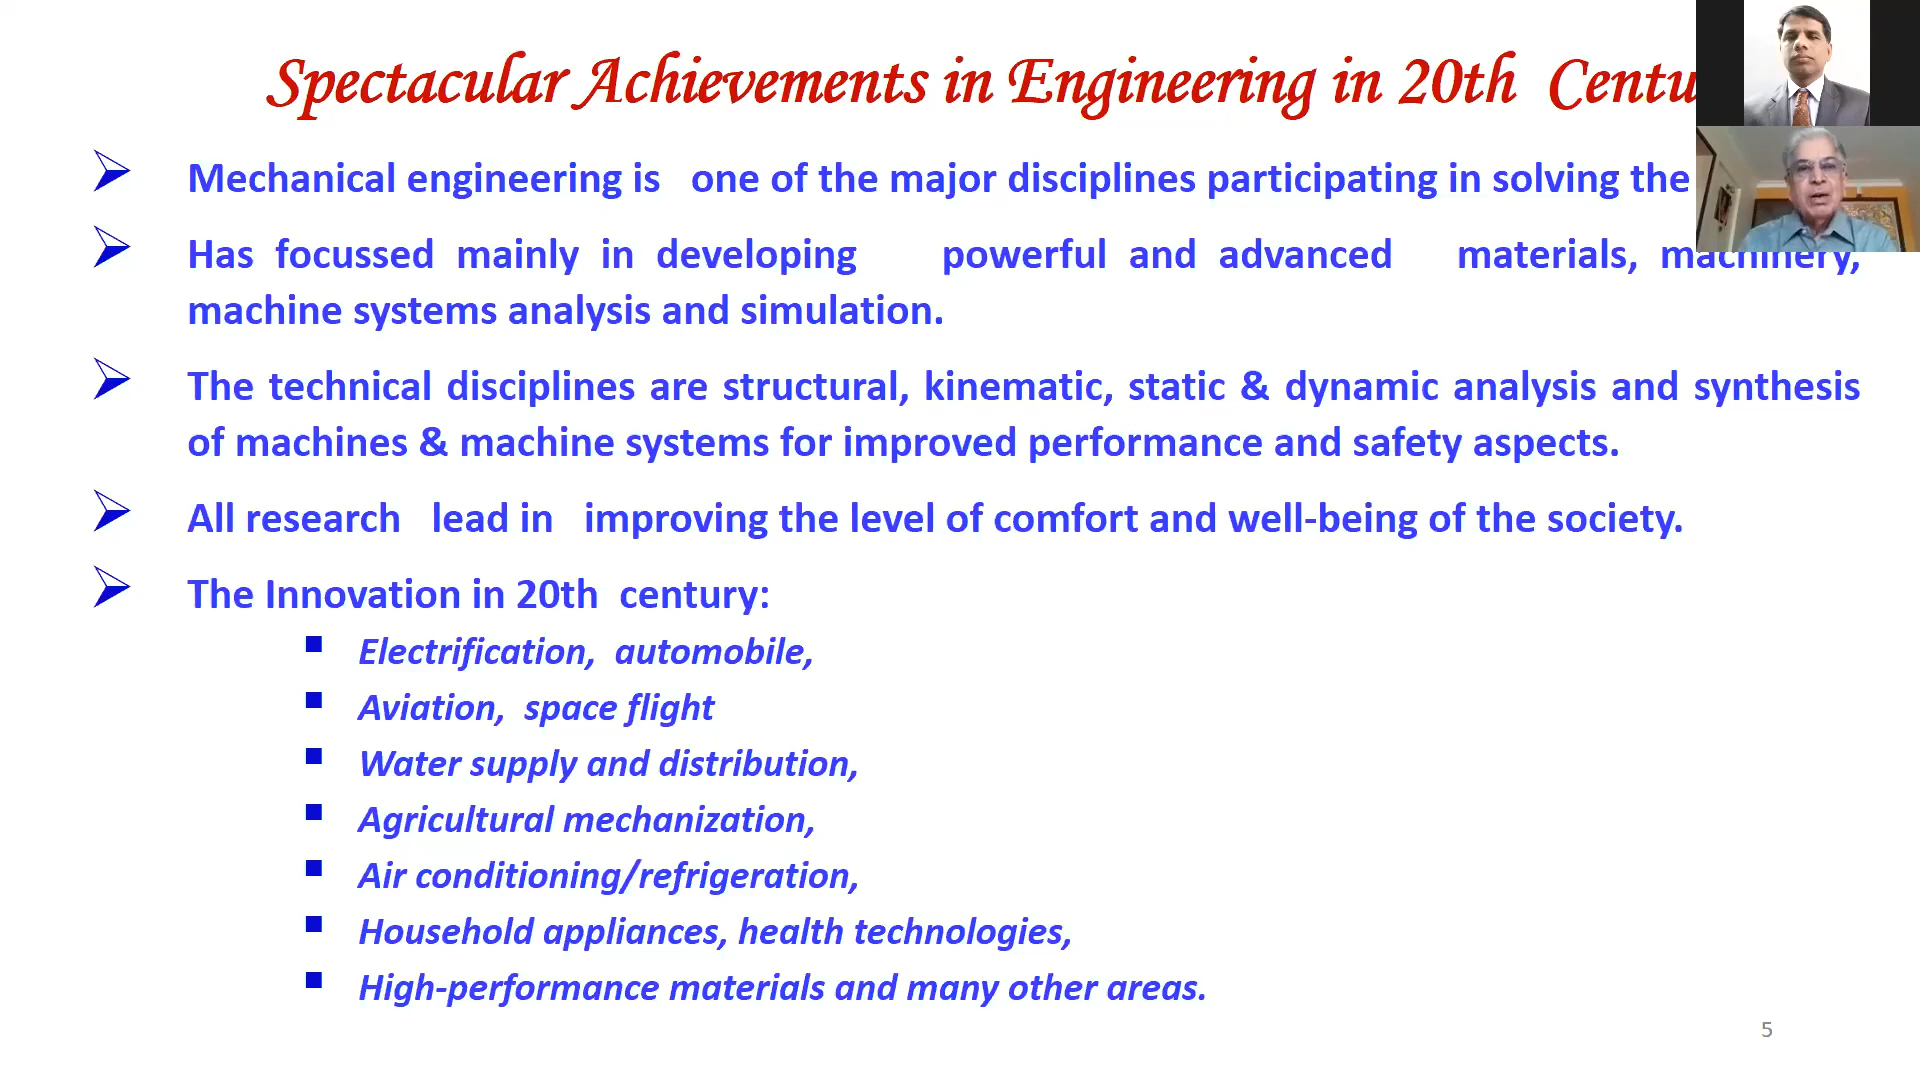 Spectacular Achievements in Engineering in 20th Centu
Mechanical engineering is one of the major disciplines participating in solving the
Has focussed mainly in developing powerful and advanced materials, machinery,
machine systems analysis and simulation.
The technical disciplines are structural, kinematic, static & dynamic analysis and synthesis
of machines & machine systems for improved performance and safety aspects.
All research lead in improving the level of comfort and well-being of the society.
The Innovation in 20th century:
Electrification, automobile,
Aviation, space flight
Water supply and distribution,
Agricultural mechanization,
Air conditioning/refrigeration,
Household appliances, health technologies,
High-performance materials and many other areas.
5